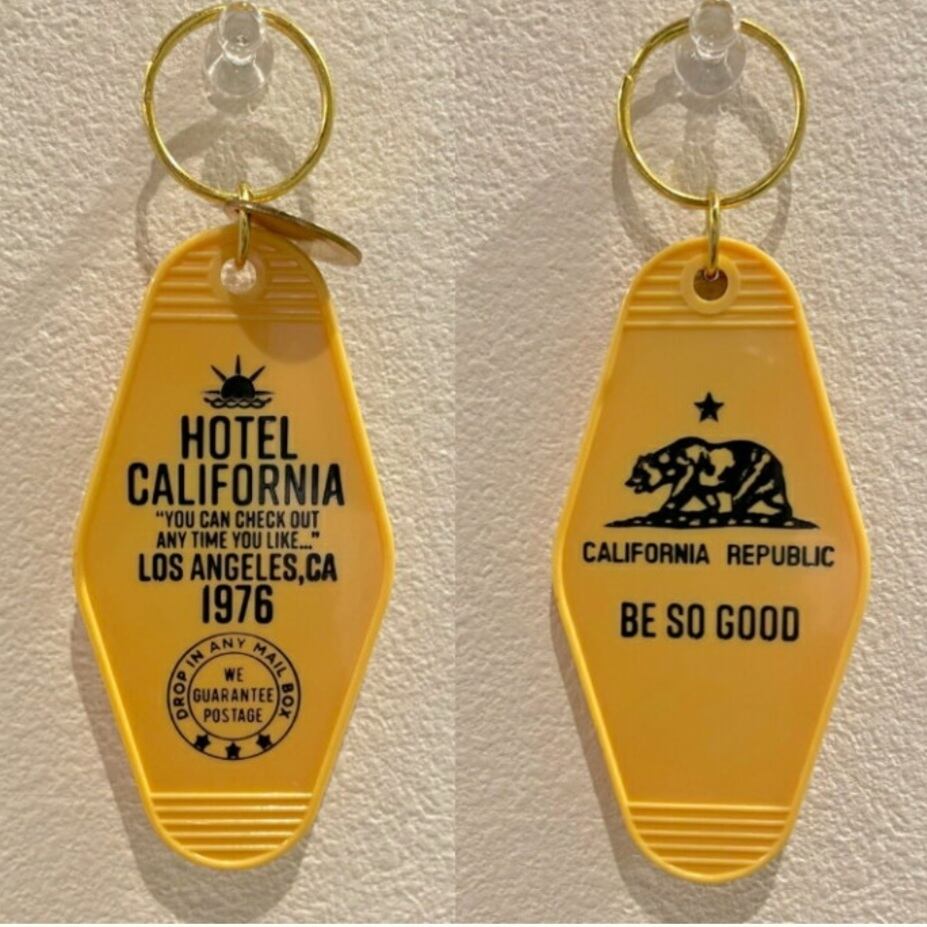 HOTEL
CALIFORNIA
“YOU CAN CHECK OUT
ANY TIME YOU LIKE...”
LOS ANGELES,CA
1976
DROP IN ANY MAIL BOX
WE
GUARANTEE
POSTAGE
CALIFORNIA REPUBLIC
BE SO GOOD